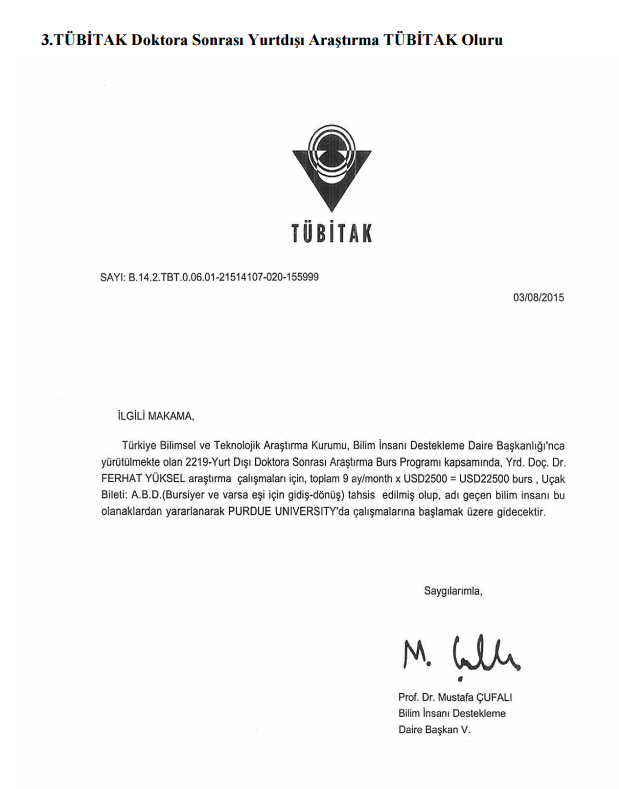 3.TÜBİTAK Doktora Sonrası Yurtdışı Araştırma TÜBİTAK Oluru
TÜBİTAK
SAYI: B.14.2.TBT.0.06.01-21514107-020-155999
03/08/2015
İLGİLİ MAKAMA,
Türkiye Bilimsel ve Teknolojik Araştırma Kurumu, Bilim İnsanı Destekleme Daire Başkanlığı'nca
yürütülmekte olan 2219-Yurt Dışı Doktora Sonrası Araştırma Burs Programı kapsamında, Yrd. Doç. Dr.
FERHAT YÜKSEL araştırma çalışmaları için, toplam 9 ay/month x USD2500 = USD22500 burs , Uçak
Bileti: A.B.D.(Bursiyer ve varsa eşi için gidiş-dönüş) tahsis edilmiş olup, adı geçen bilim insanı bu
olanaklardan yararlanarak PURDUE UNIVERSITY'da çalışmalarına başlamak üzere gidecektir.
Saygılarımla,
Prof. Dr. Mustafa ÇUFALI
Bilim İnsanı Destekleme
Daire Başkan V.